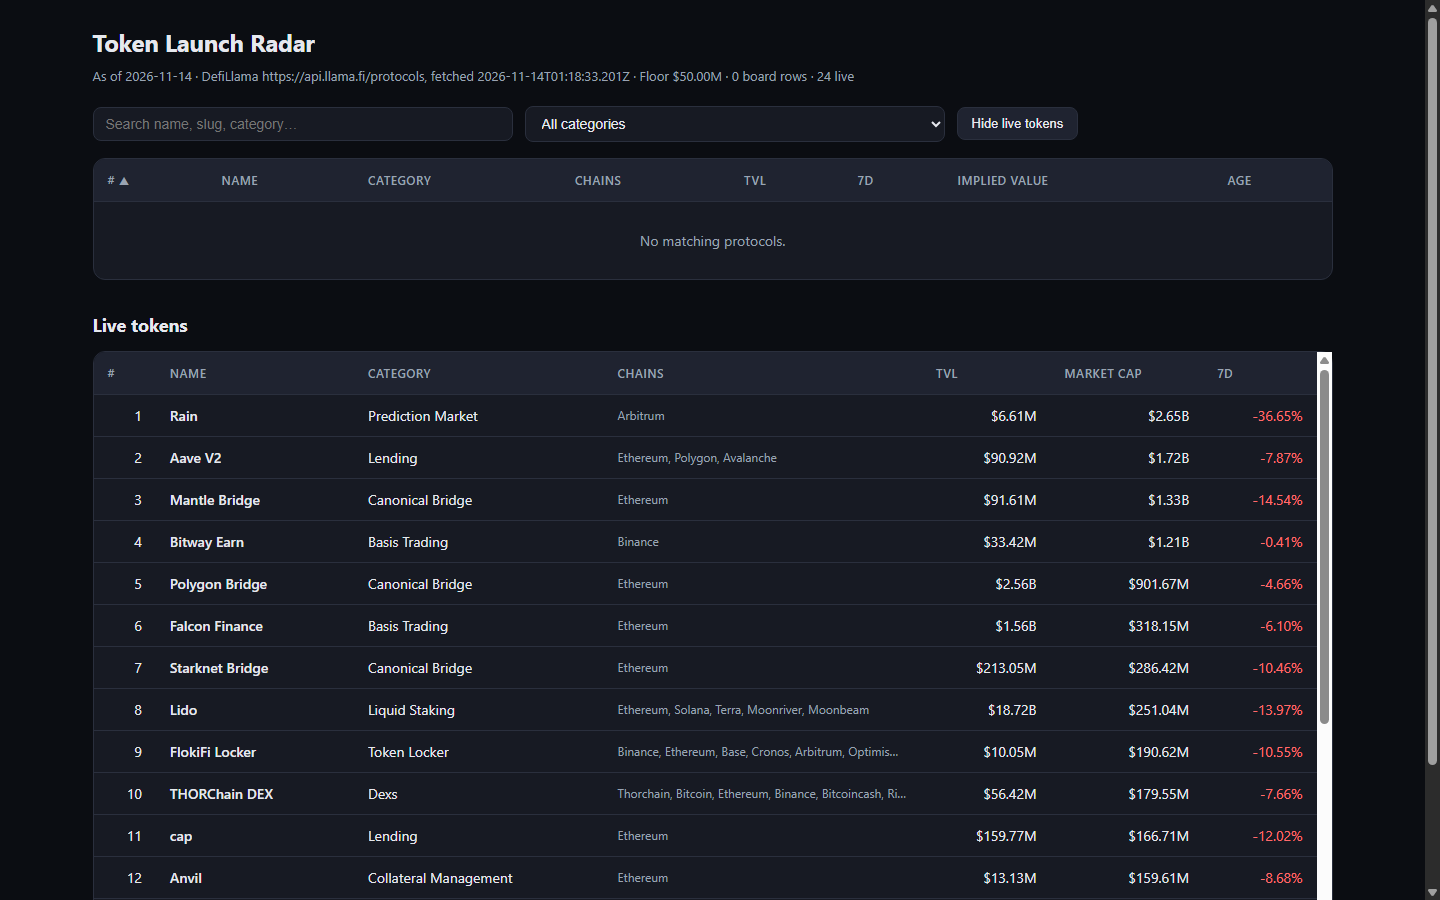 Token Launch Radar
As of 2026-11-14 · DefiLlama https://api.llama.fi/protocols, fetched 2026-11-14T01:18:33.201Z · Floor $50.00M · 0 board rows · 24 live
Search name, slug, category… All categories Hide live tokens
# ▲ NAME CATEGORY CHAINS TVL 7D IMPLIED VALUE AGE
No matching protocols.
Live tokens
# NAME CATEGORY CHAINS TVL MARKET CAP 7D
1 Rain Prediction Market Arbitrum $6.61M $2.65B -36.65%
2 Aave V2 Lending Ethereum, Polygon, Avalanche $90.92M $1.72B -7.87%
3 Mantle Bridge Canonical Bridge Ethereum $91.61M $1.33B -14.54%
4 Bitway Earn Basis Trading Binance $33.42M $1.21B -0.41%
5 Polygon Bridge Canonical Bridge Ethereum $2.56B $901.67M -4.66%
6 Falcon Finance Basis Trading Ethereum $1.56B $318.15M -6.10%
7 Starknet Bridge Canonical Bridge Ethereum $213.05M $286.42M -10.46%
8 Lido Liquid Staking Ethereum, Solana, Terra, Moonriver, Moonbeam $18.72B $251.04M -13.97%
9 FlokiFi Locker Token Locker Binance, Ethereum, Base, Cronos, Arbitrum, Optimis… $10.05M $190.62M -10.55%
10 THORChain DEX Dexs Thorchain, Bitcoin, Ethereum, Binance, Bitcoincash, Ri… $56.42M $179.55M -7.66%
11 cap Lending Ethereum $159.77M $166.71M -12.02%
12 Anvil Collateral Management Ethereum $13.13M $159.61M -8.68%